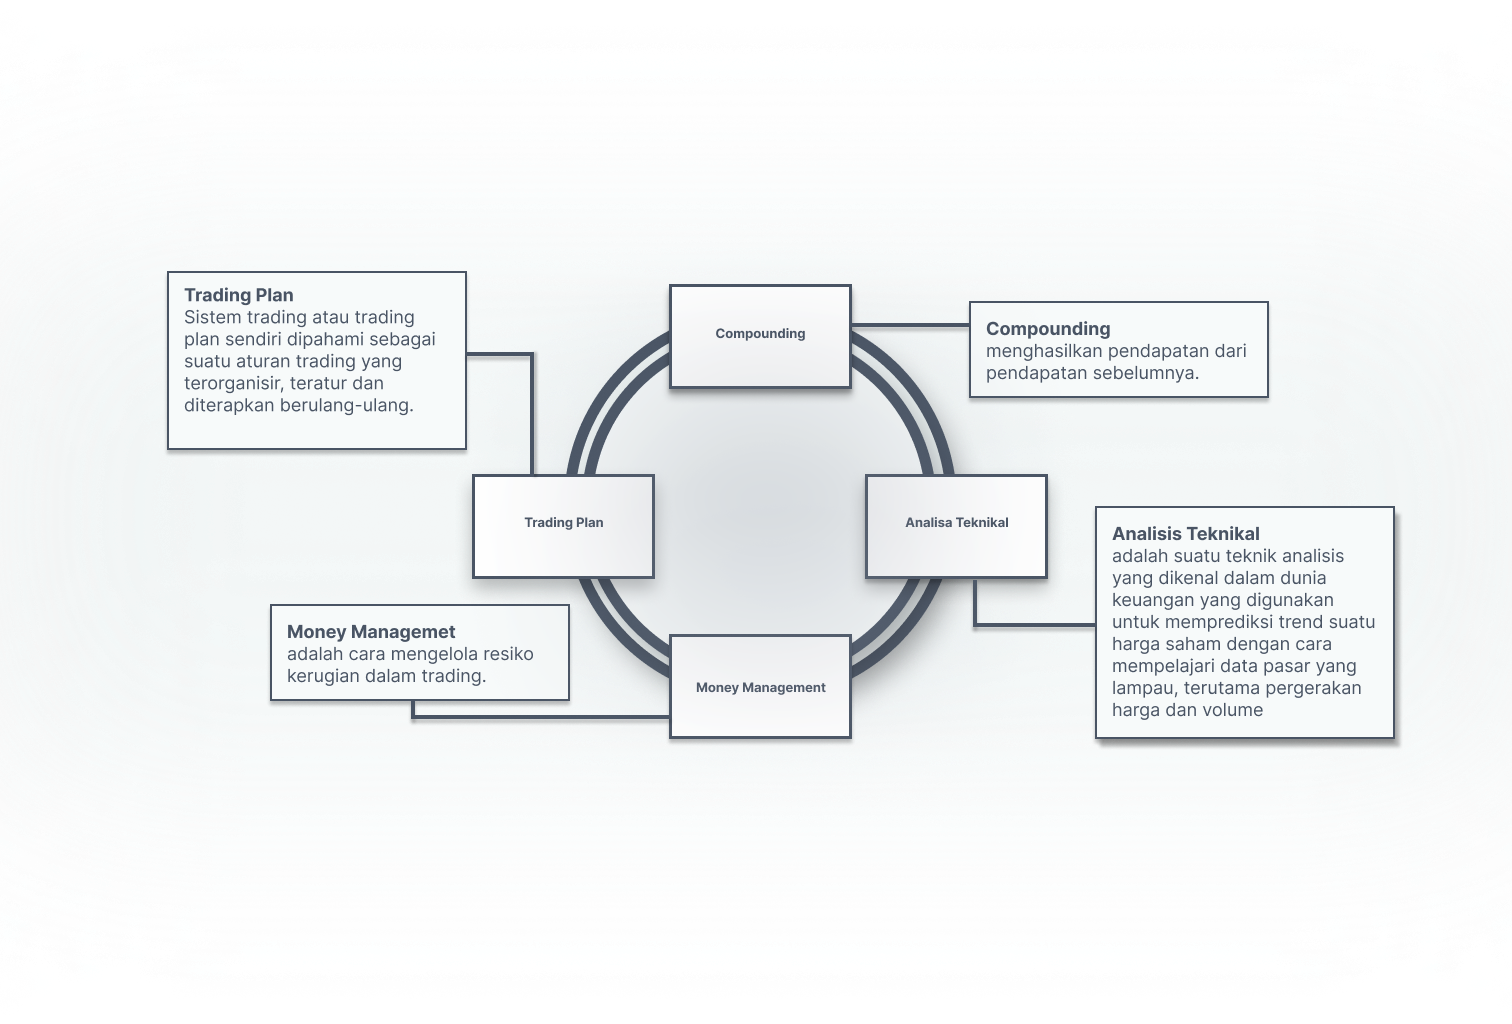 Trading Plan
Sistem trading atau trading
plan sendiri dipahami sebagai
suatu aturan trading yang
terorganisir, teratur dan
diterapkan berulang-ulang.
Compounding
Compounding
menghasilkan pendapatan dari
pendapatan sebelumnya.
Trading Plan
Analisa Teknikal
Analisis Teknikal
adalah suatu teknik analisis
yang dikenal dalam dunia
keuangan yang digunakan
untuk memprediksi trend suatu
harga saham dengan cara
mempelajari data pasar yang
lampau, terutama pergerakan
harga dan volume
Money Managemet
adalah cara mengelola resiko
kerugian dalam trading.
Money Management